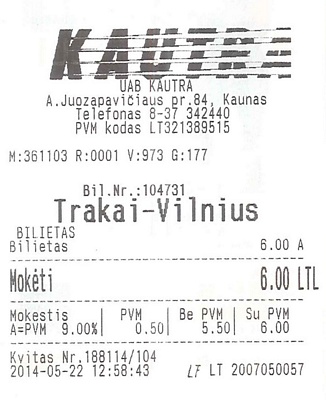 KAUTRA
UAB KAUTRA
A.Juozapavičiaus pr.84, Kaunas
Telefonas 8-37 342440
PVM kodas LT321389515
M:361103 R:0001 V:973 G:177
Bil.Nr.:104731
Trakai-Vilnius
BILIETAS
Bilietas 6.00 A
Mokėti 6.00 LTL
Mokestis | PVM | Be PVM | Su PVM
A=PVM 9.00%| 0.50| 5.50| 6.00
Kvitas Nr.188114/104
2014-05-22 12:58:43 LF LT 2007050057